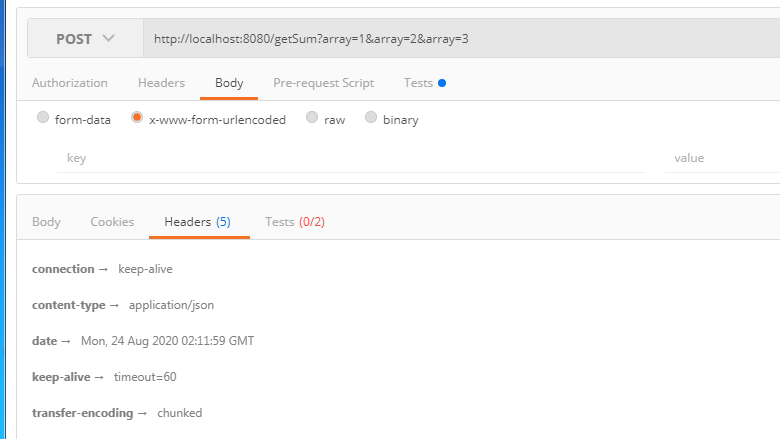 POST http://localhost:8080/getSum?array=1&array=2&array=3
Authorization Headers Body Pre-request Script Tests
form-data x-www-form-urlencoded raw binary
key value
Body Cookies Headers (5) Tests (0/2)
connection → keep-alive
content-type → application/json
date → Mon, 24 Aug 2020 02:11:59 GMT
keep-alive → timeout=60
transfer-encoding → chunked